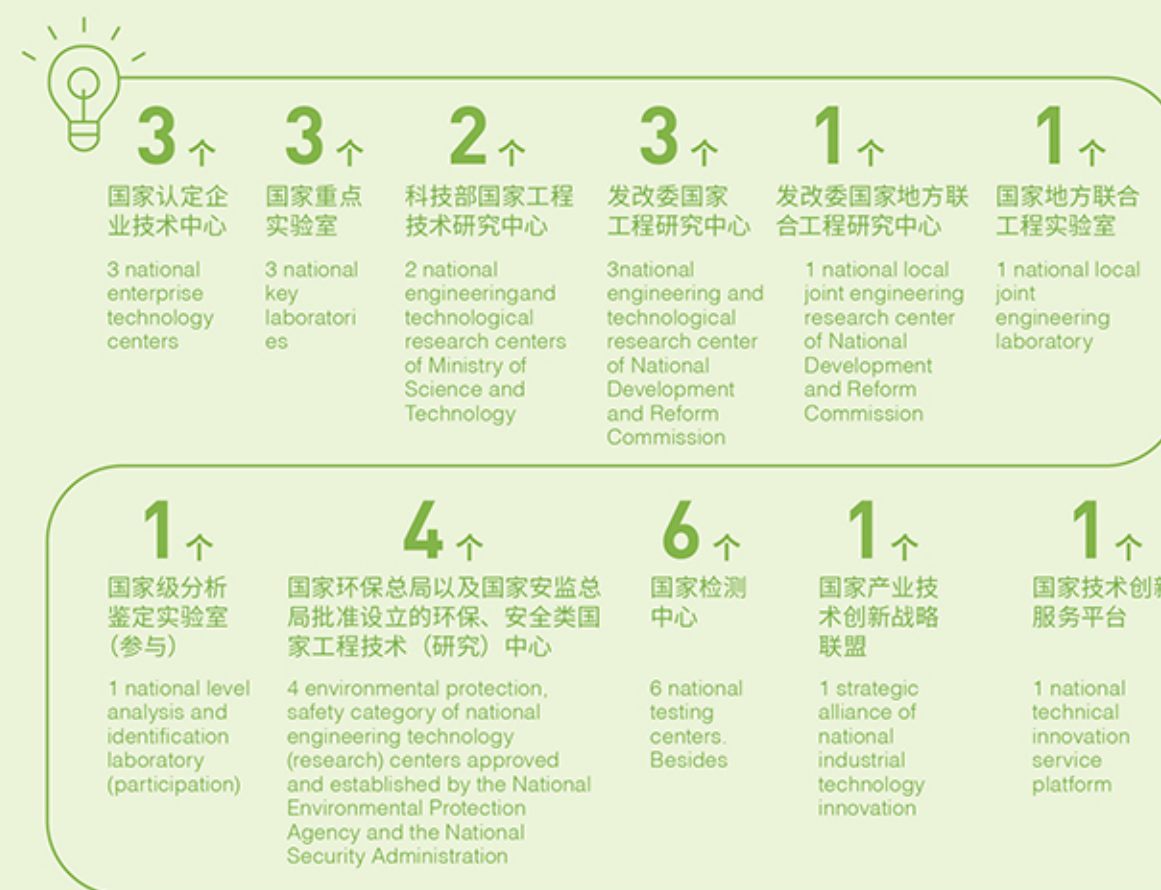 3个
国家认定企
业技术中心
3 national
enterprise
technology
centers
3个
国家重点
实验室
3 national
key
laboratori
es
2个
科技部国家工程
技术研究中心
2 national
engineeringand
technological
research centers
of Ministry of
Science and
Technology
3个
发改委国家
工程研究中心
3national
engineering and
technological
research center
of National
Development
and Reform
Commission
1个
发改委国家地方联
合工程研究中心
1 national local
joint engineering
research center
of National
Development
and Reform
Commission
1个
国家地方联合
工程实验室
1 national local
joint
engineering
laboratory
1个
国家级分析
鉴定实验室
（参与）
1 national level
analysis and
identification
laboratory
(participation)
4个
国家环保总局以及国家安监总
局批准设立的环保、安全类国
家工程技术（研究）中心
4 environmental protection,
safety category of national
engineering technology
(research) centers approved
and established by the National
Environmental Protection
Agency and the National
Security Administration
6个
国家检测
中心
6 national
testing
centers.
Besides
1个
国家产业技
术创新战略
联盟
1 strategic
alliance of
national
industrial
technology
innovation
1个
国家技术创新
服务平台
1 national
technical
innovation
service
platform